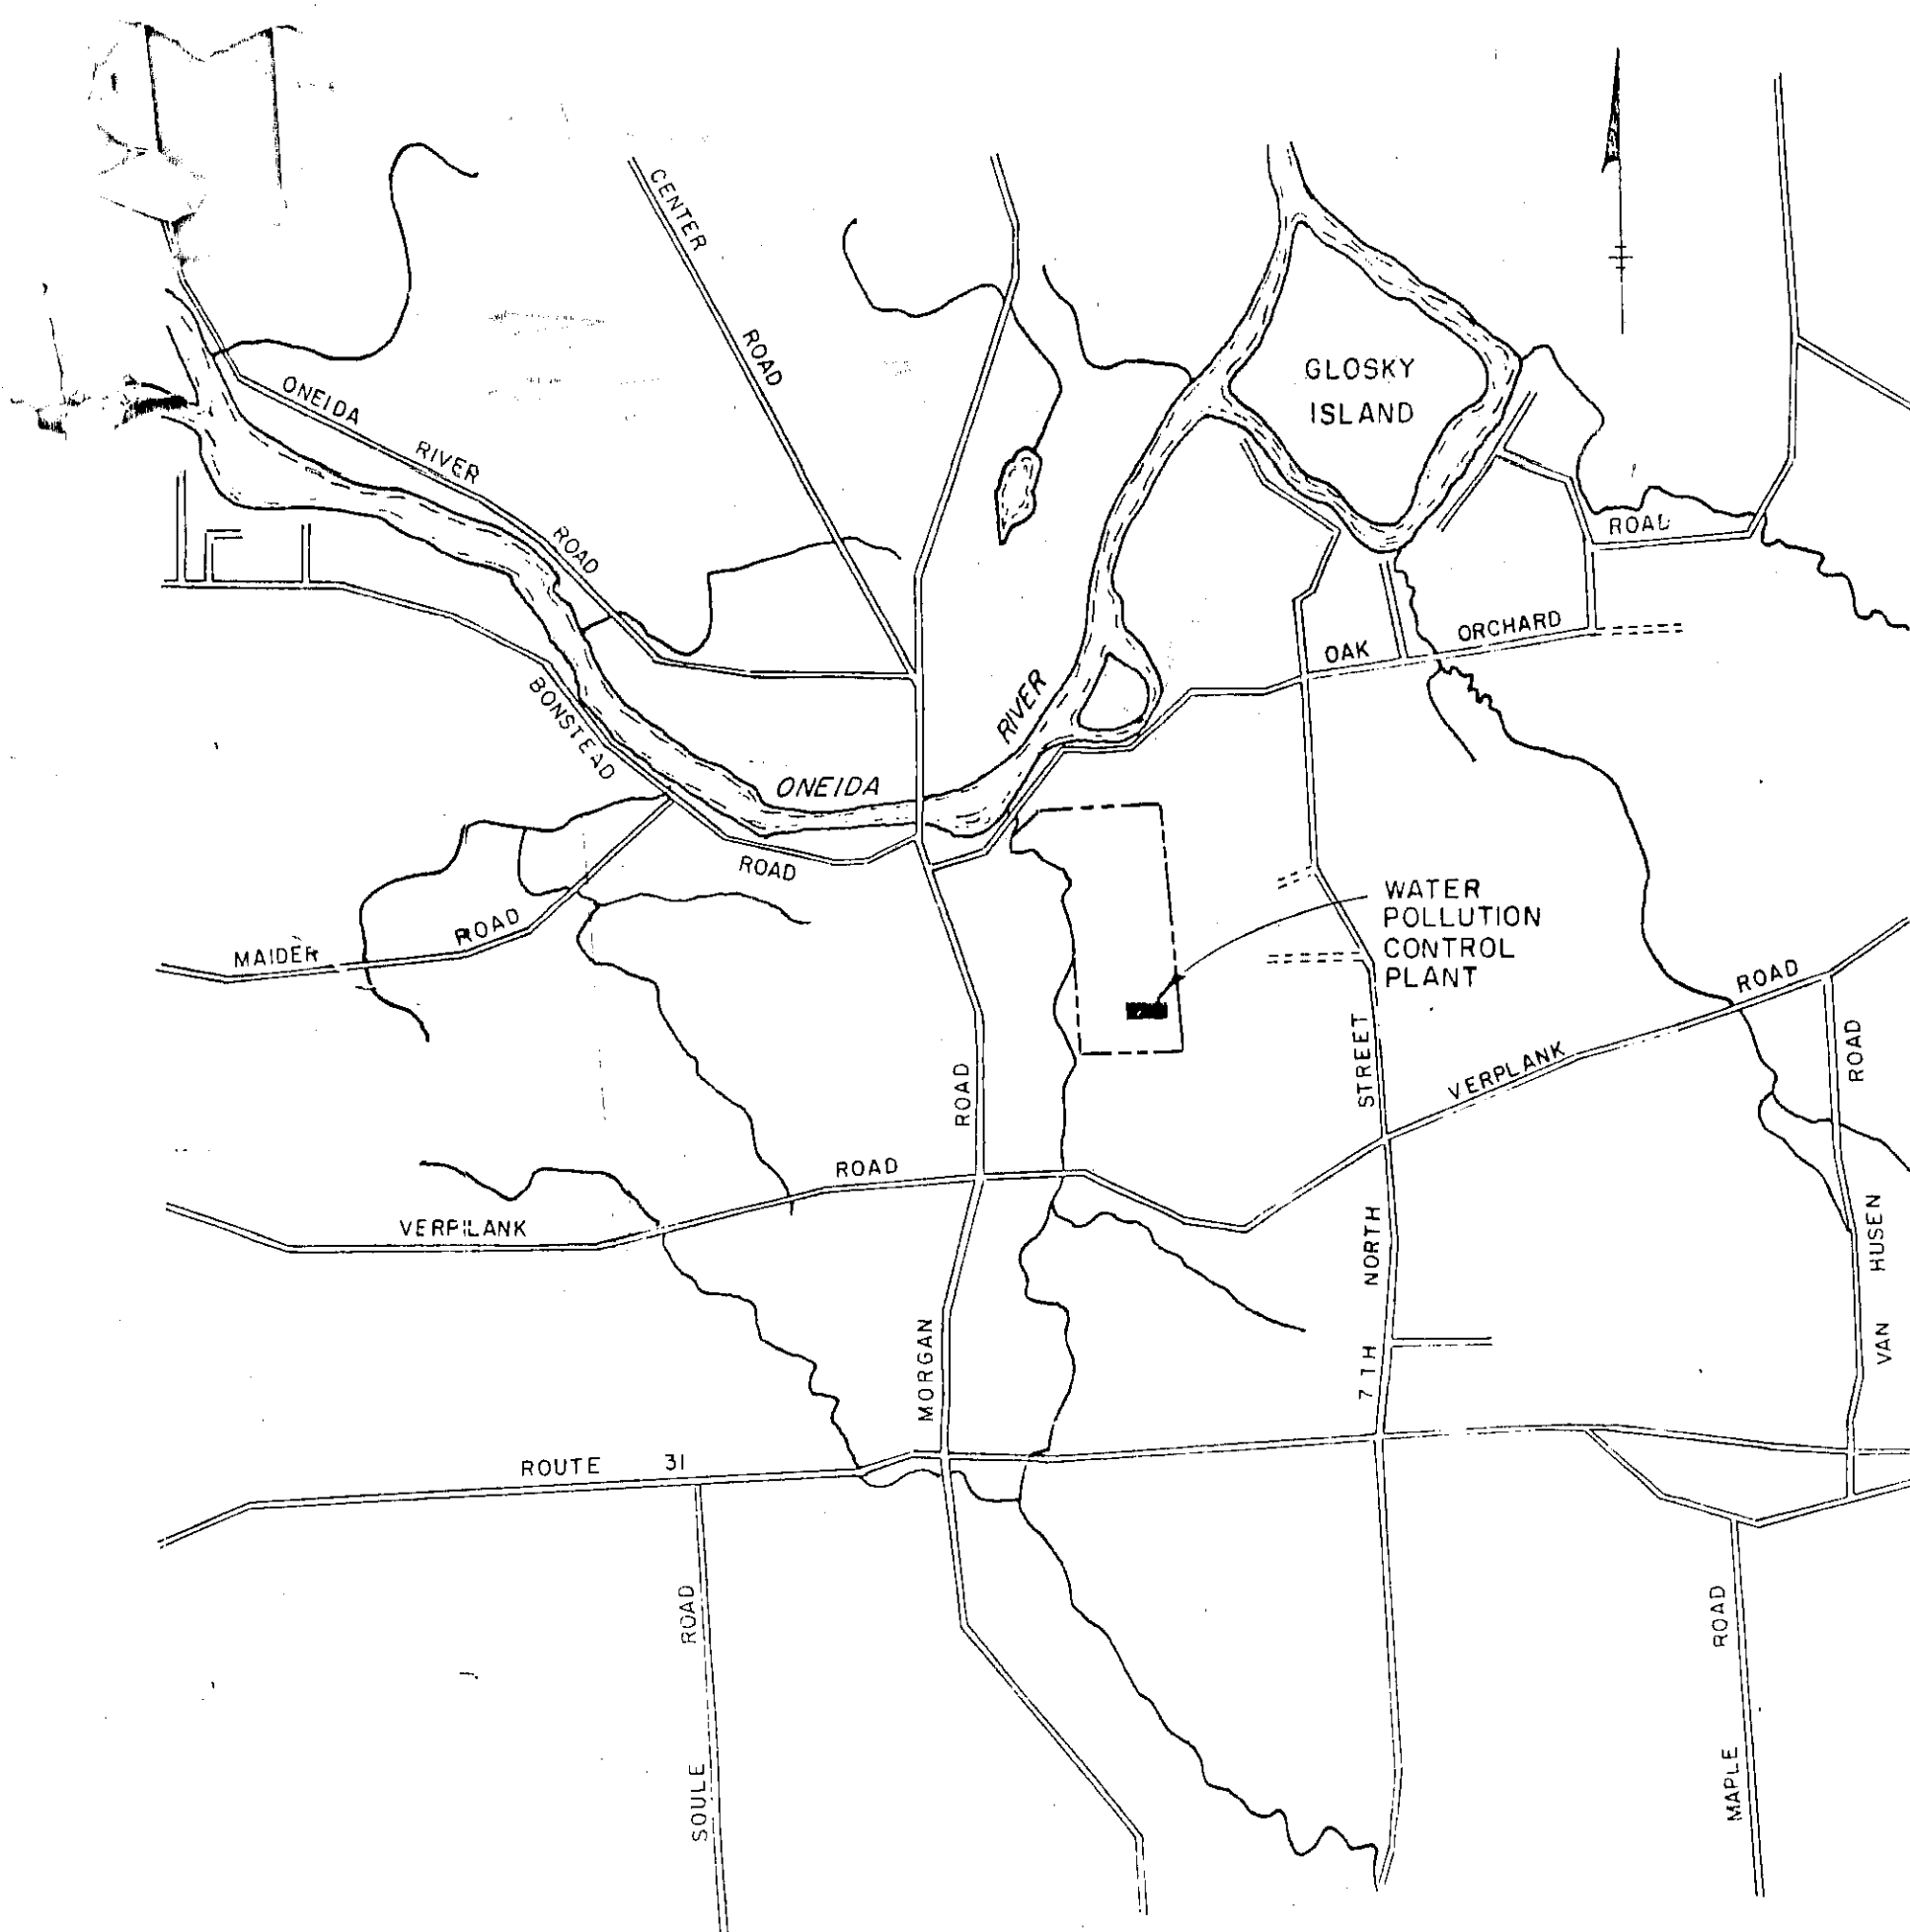 CENTER
ROAD
GLOSKY
ISLAND
ONEIDA
RIVER
ROAD
ROAD
OAK
ORCHARD
BONSTEAD
ROAD
RIVER
ONEIDA
MAIDER
ROAD
WATER
POLLUTION
CONTROL
PLANT
ROAD
VERPLANK
ROAD
STREET
ROAD
ROAD
VERPLANK
NORTH
HUSEN
MORGAN
7TH
VAN
ROUTE 31
ROAD
ROAD
SOULE
MAPLE